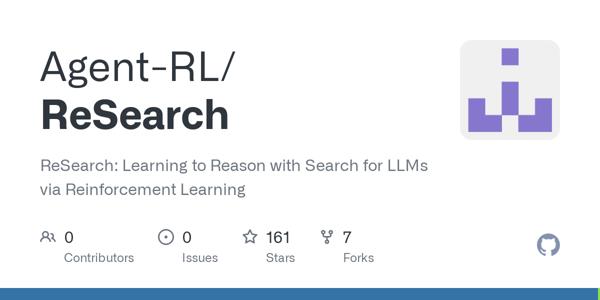 Agent-RL/
ReSearch
ReSearch: Learning to Reason with Search for LLMs
via Reinforcement Learning
0 0 161 7
Contributors Issues Stars Forks